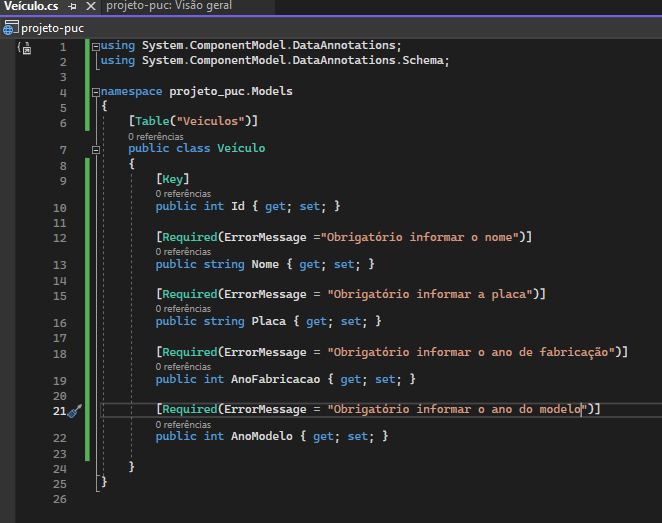 Veículo.cs projeto-puc: Visão geral
projeto-puc
1 using System.ComponentModel.DataAnnotations;
2 using System.ComponentModel.DataAnnotations.Schema;
3
4 namespace projeto_puc.Models
5 {
6 [Table("Veiculos")]
0 referências
7 public class Veículo
8 {
9 [Key]
0 referências
10 public int Id { get; set; }
11
12 [Required(ErrorMessage ="Obrigatório informar o nome")]
0 referências
13 public string Nome { get; set; }
14
15 [Required(ErrorMessage = "Obrigatório informar a placa")]
0 referências
16 public string Placa { get; set; }
17
18 [Required(ErrorMessage = "Obrigatório informar o ano de fabricação")]
0 referências
19 public int AnoFabricacao { get; set; }
20
21 [Required(ErrorMessage = "Obrigatório informar o ano do modelo")]
0 referências
22 public int AnoModelo { get; set; }
23
24 }
25 }
26